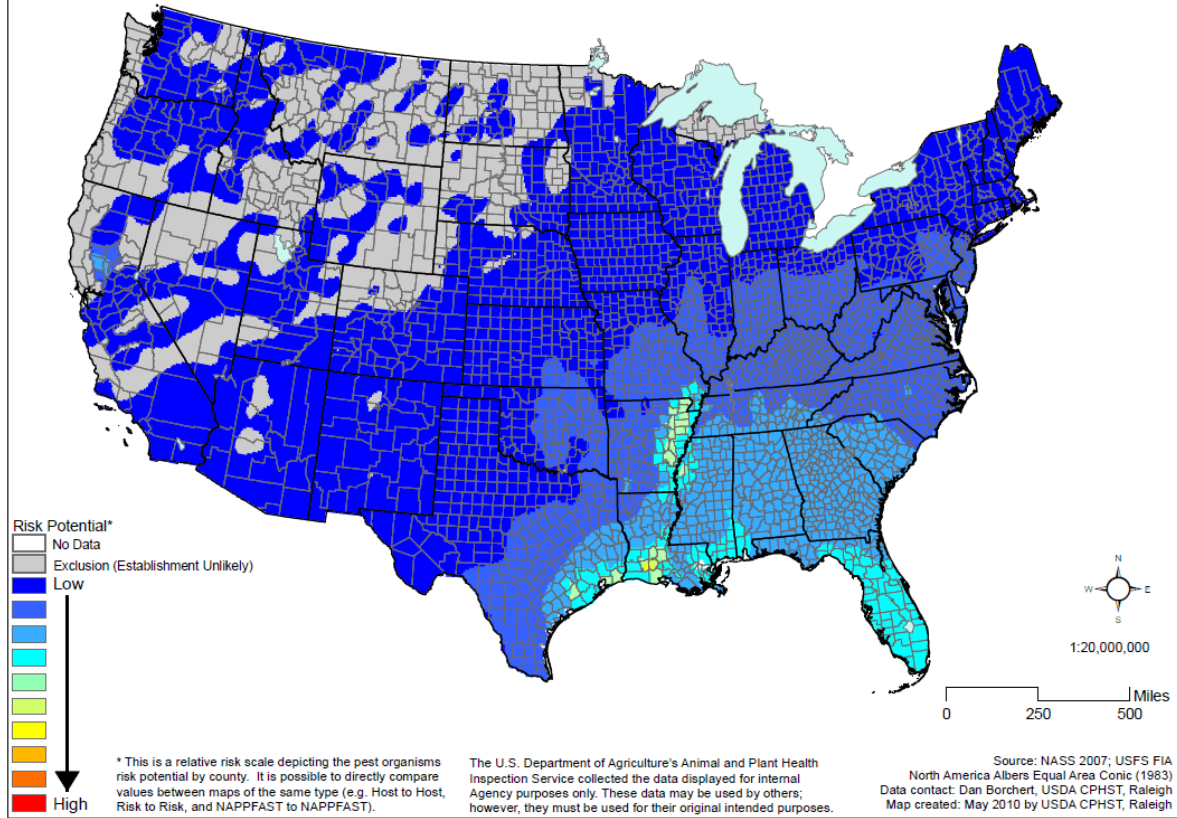 Risk Potential*
No Data
Exclusion (Establishment Unlikely)
Low
High
* This is a relative risk scale depicting the pest organisms
risk potential by county. It is possible to directly compare
values between maps of the same type (e.g. Host to Host,
Risk to Risk, and NAPPFAST to NAPPFAST).
The U.S. Department of Agriculture's Animal and Plant Health
Inspection Service collected the data displayed for internal
Agency purposes only. These data may be used by others;
however, they must be used for their original intended purposes.
N
W E
S
1:20,000,000
Miles
0 250 500
Source: NASS 2007; USFS FIA
North America Albers Equal Area Conic (1983)
Data contact: Dan Borchert, USDA CPHST, Raleigh
Map created: May 2010 by USDA CPHST, Raleigh